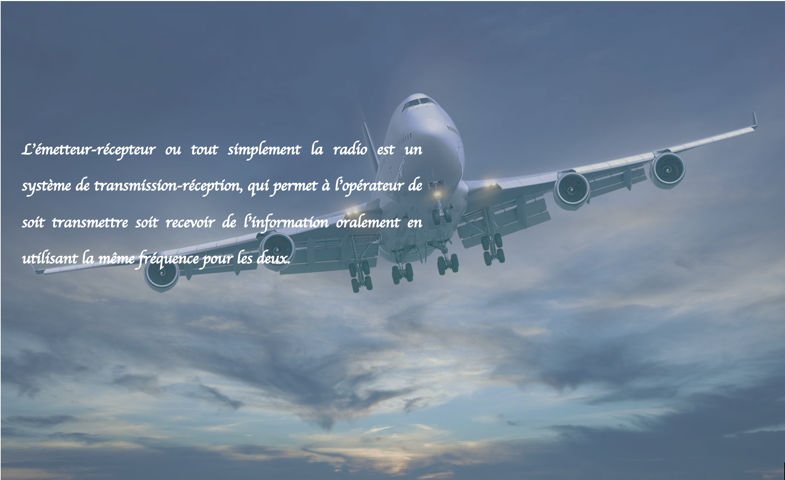 L'émetteur-récepteur ou tout simplement la radio est un
système de transmission-réception, qui permet à l'opérateur de
soit transmettre soit recevoir de l'information oralement en
utilisant la même fréquence pour les deux.